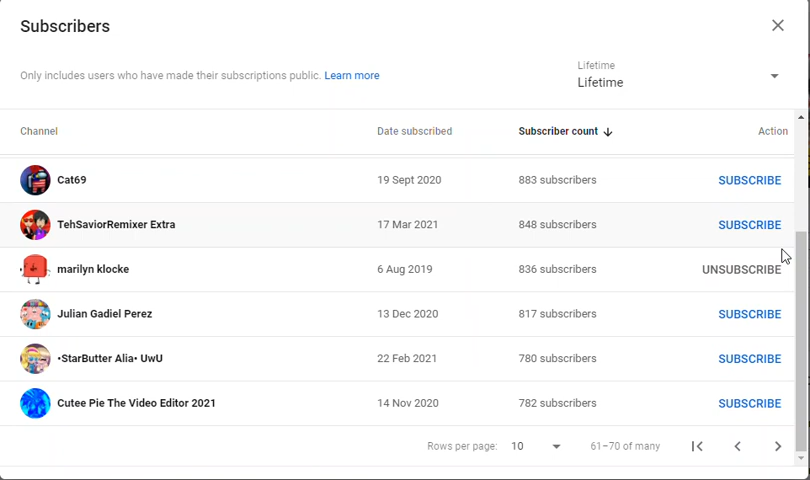 Subscribers
Only includes users who have made their subscriptions public. Learn more
Lifetime
Lifetime
Channel Date subscribed Subscriber count Action
Cat69 19 Sept 2020 883 subscribers SUBSCRIBE
TehSaviorRemixer Extra 17 Mar 2021 848 subscribers SUBSCRIBE
marilyn klocke 6 Aug 2019 836 subscribers UNSUBSCRIBE
Julian Gadiel Perez 13 Dec 2020 817 subscribers SUBSCRIBE
•StarButter Alia• UwU 22 Feb 2021 780 subscribers SUBSCRIBE
Cutee Pie The Video Editor 2021 14 Nov 2020 782 subscribers SUBSCRIBE
Rows per page: 10 61–70 of many